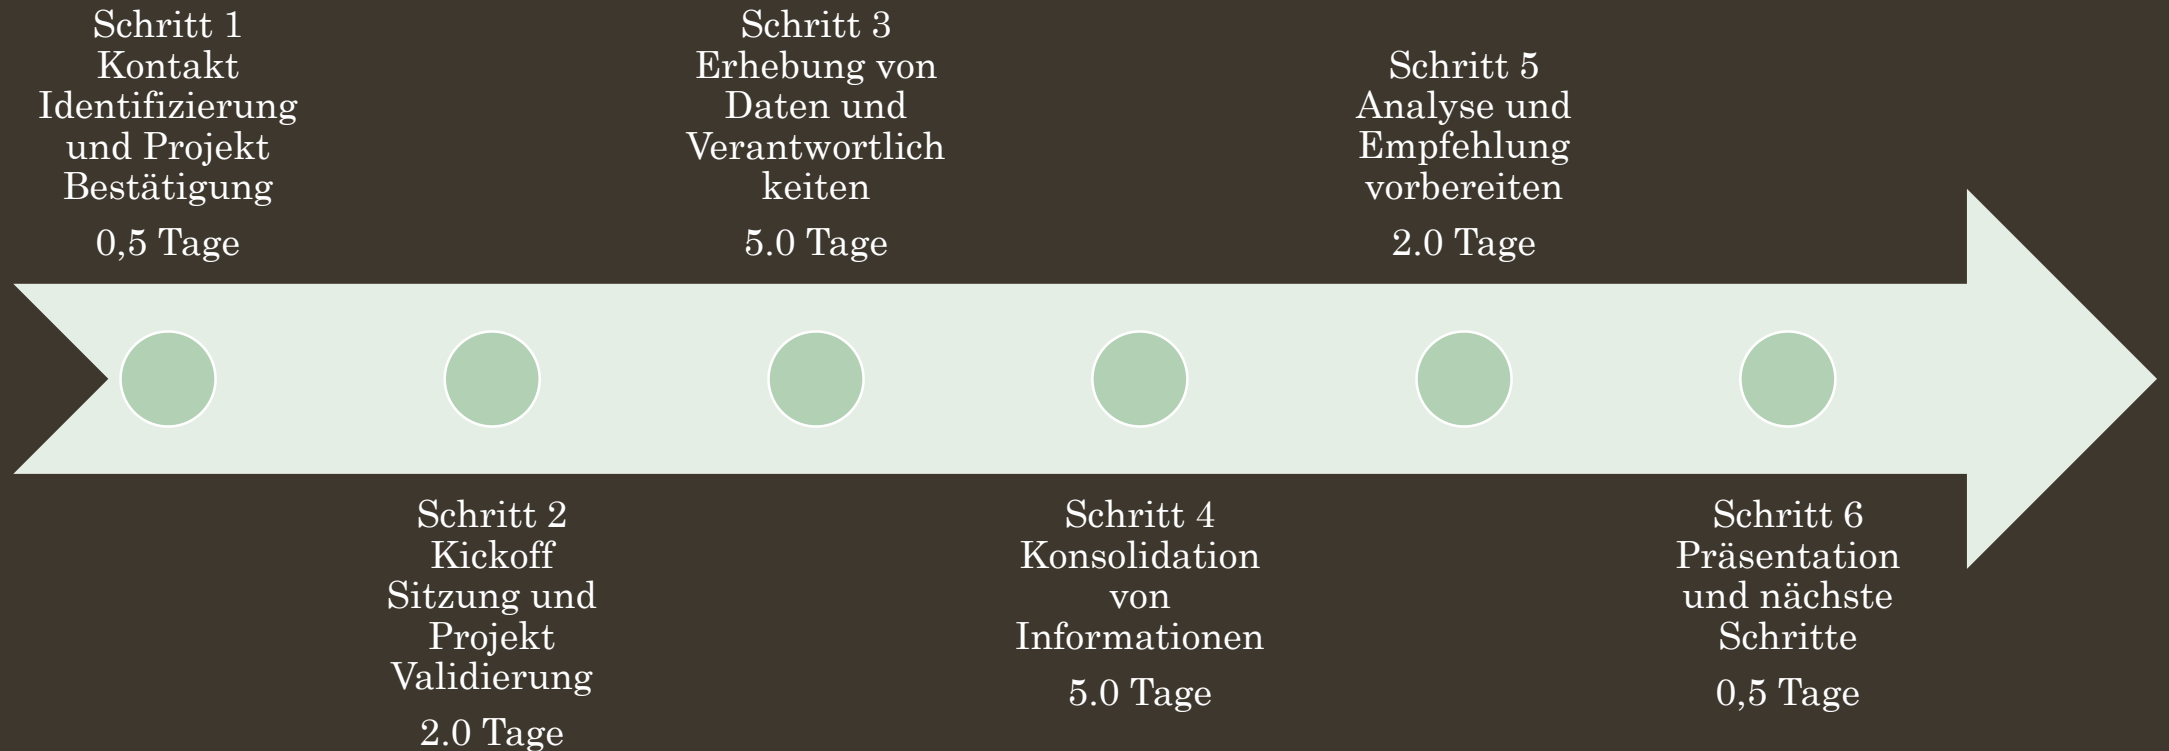 Schritt 1
Kontakt
Identifizierung
und Projekt
Bestätigung
0,5 Tage
Schritt 2
Kickoff
Sitzung und
Projekt
Validierung
2.0 Tage
Schritt 3
Erhebung von
Daten und
Verantwortlich
keiten
5.0 Tage
Schritt 4
Konsolidation
von
Informationen
5.0 Tage
Schritt 5
Analyse und
Empfehlung
vorbereiten
2.0 Tage
Schritt 6
Präsentation
und nächste
Schritte
0,5 Tage